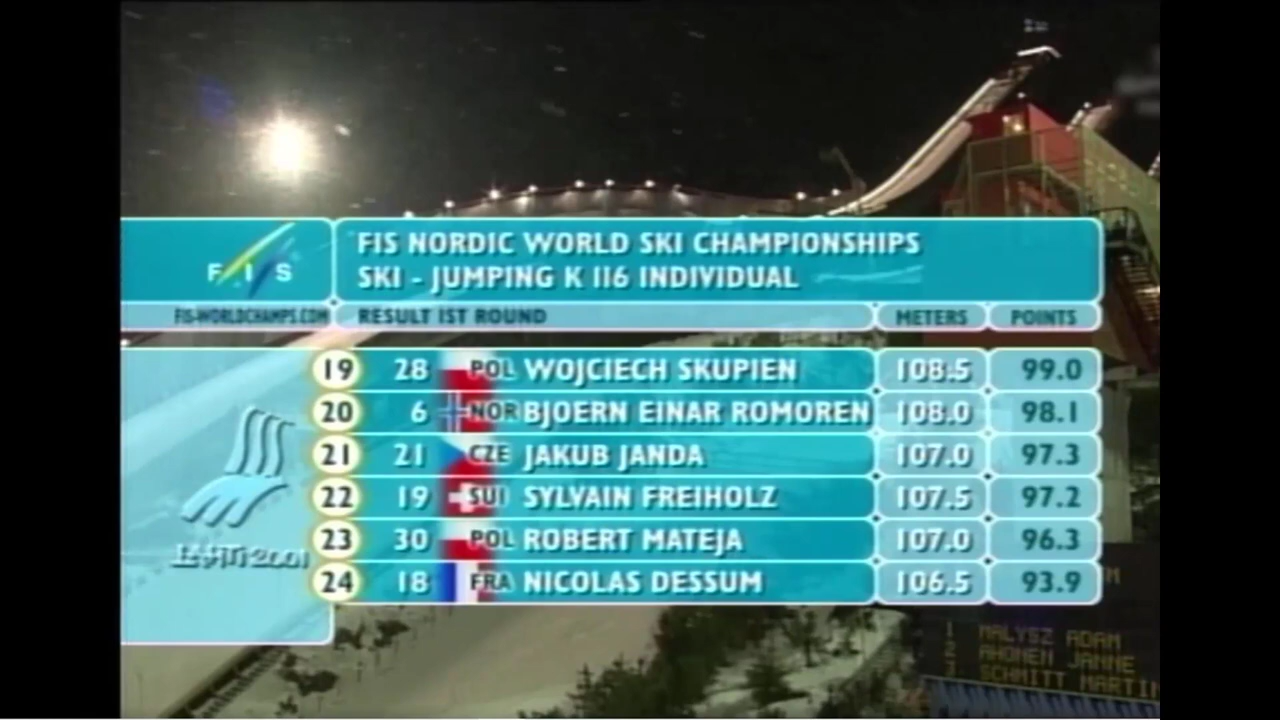 FIS
FIS NORDIC WORLD SKI CHAMPIONSHIPS
SKI - JUMPING K 116 INDIVIDUAL
FIS-WORLDCHAMPS.COM RESULT 1ST ROUND METERS POINTS
19 28 POL WOJCIECH SKUPIEN 108.5 99.0
20 6 NOR BJOERN EINAR ROMOREN 108.0 98.1
21 21 CZE JAKUB JANDA 107.0 97.3
22 19 SUI SYLVAIN FREIHOLZ 107.5 97.2
23 30 POL ROBERT MATEJA 107.0 96.3
24 18 FRA NICOLAS DESSUM 106.5 93.9
LAHTI 2001
1 MALYSZ ADAM
2 AHONEN JANNE
3 SCHMITT MARTIN